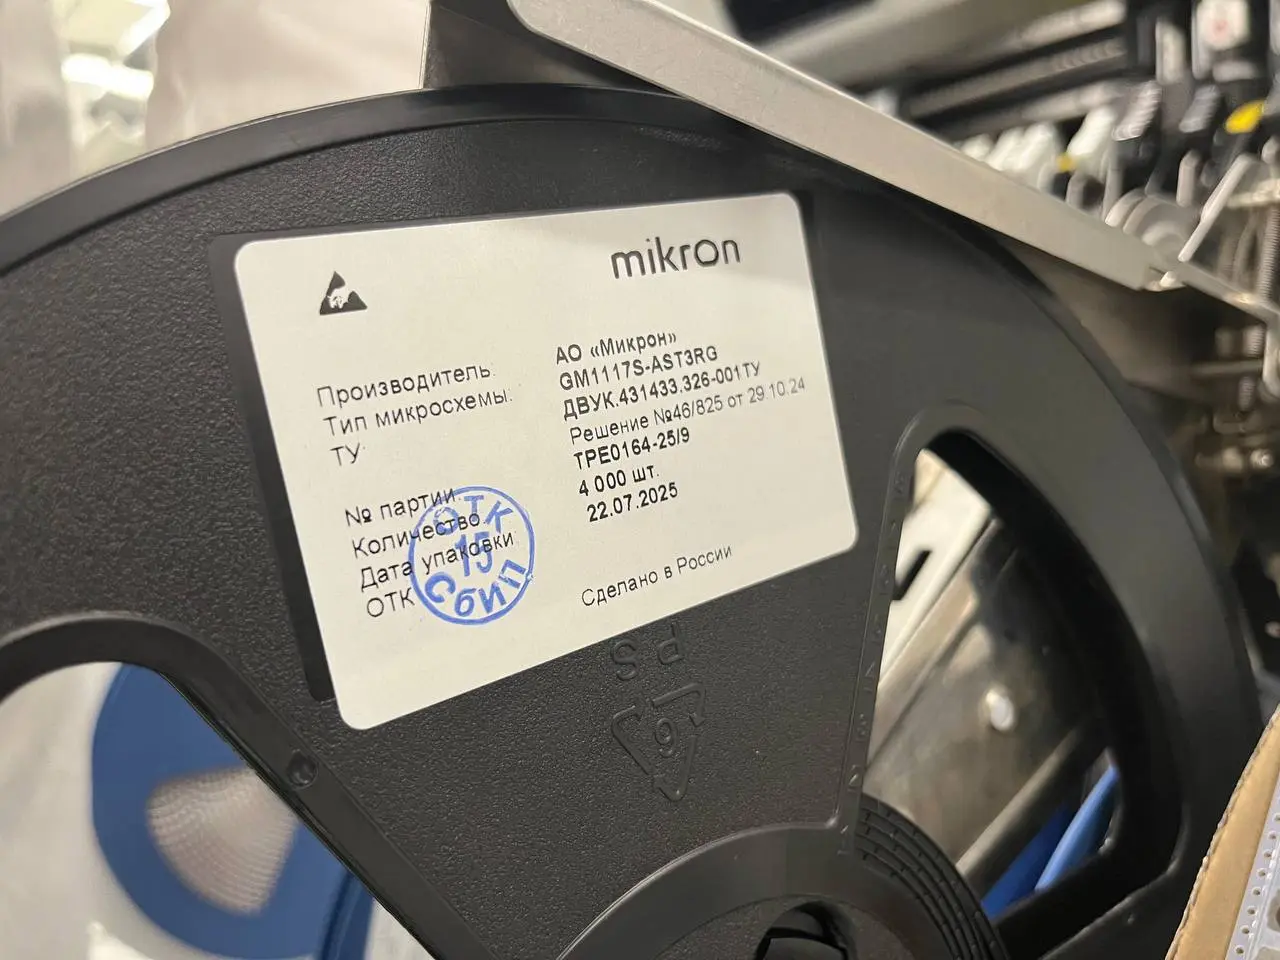 mikron
Производитель: АО «Микрон»
Тип микросхемы: GM1117S-AST3RG
ТУ ДВУК.431433.326-001ТУ
Решение №46/825 от 29.10.24
№ партии TPE0164-25/9
Количество 4 000 шт.
Дата упаковки 22.07.2025
ОТК
ОТК
15
СбИЦ
Сделано в России
PS
6